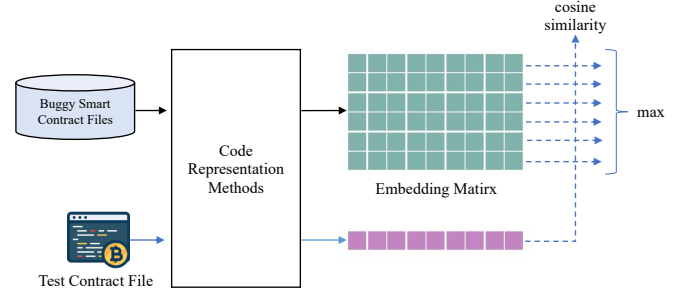 cosine
similarity
Buggy Smart
Contract Files
Code
Representation
Methods
max
Embedding Matirx
Test Contract File